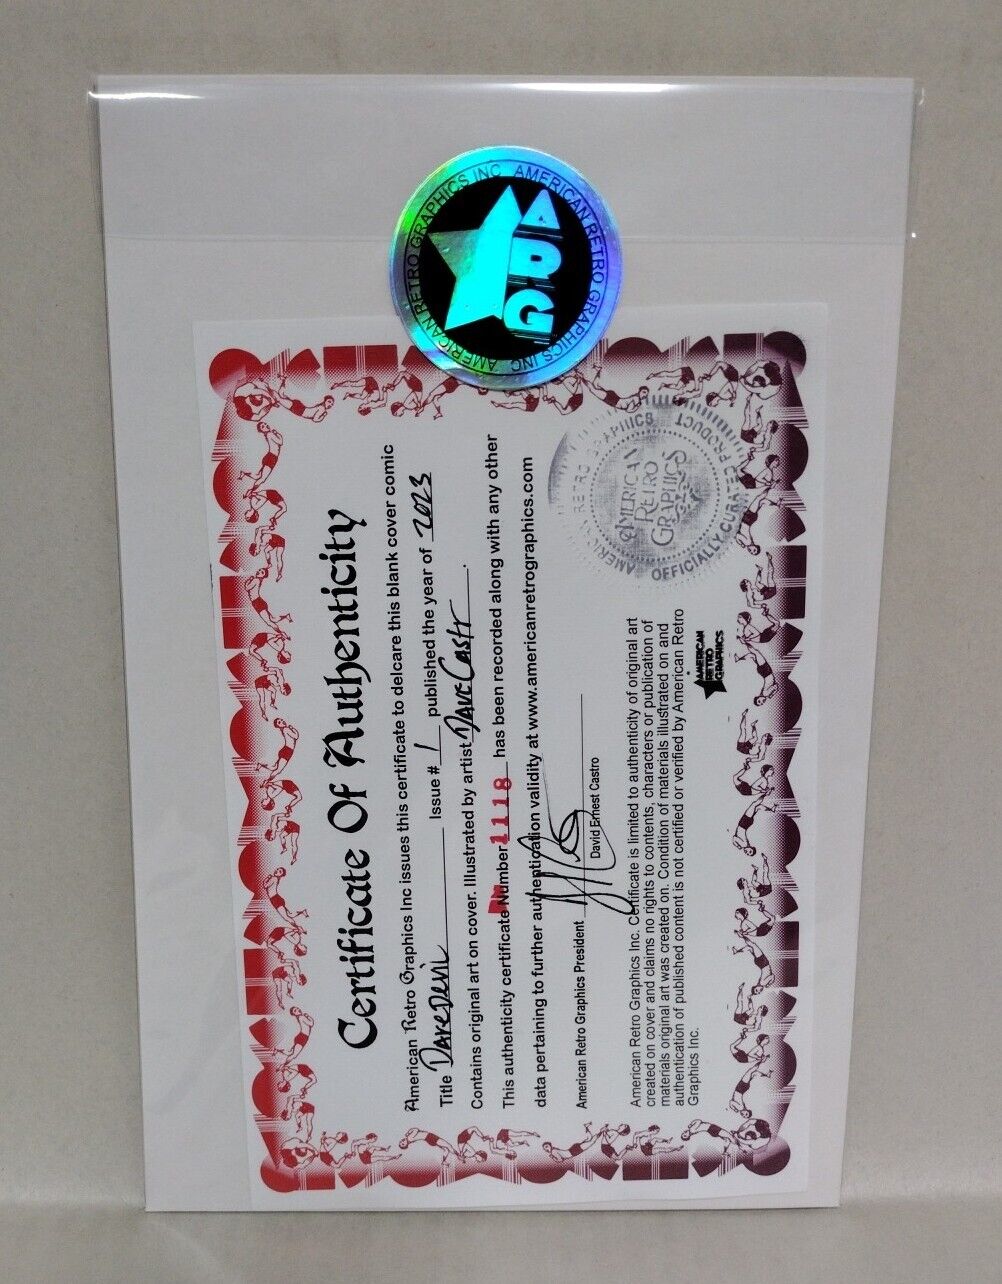 AMERICAN RETRO GRAPHICS INC AMERICAN RETRO GRAPHICS INC
ARG
Certificate Of Authenticity
American Retro Graphics Inc issues this certificate to delcare this blank cover comic
Title Daredevil Issue # 1 published the year of 2023
Contains original art on cover. Illustrated by artist Dave Castr.
This authenticity certificate Number 1118 has been recorded along with any other
data pertaining to further authentication validity at www.americanretrographics.com
American Retro Graphics President
David Ernest Castro
American Retro Graphics Inc. Certificate is limited to authenticity of original art
created on cover and claims no rights to contents, characters or publication of
materials original art was created on. Condition of materials illustrated on and
authentication of published content is not certified or verified by American Retro
Graphics Inc.
AMERICAN
RETRO
GRAPHICS
AMERICAN RETRO GRAPHICS
OFFICIALLY CURATED PRODUCT
AMERICAN
RETRO
GRAPHICS